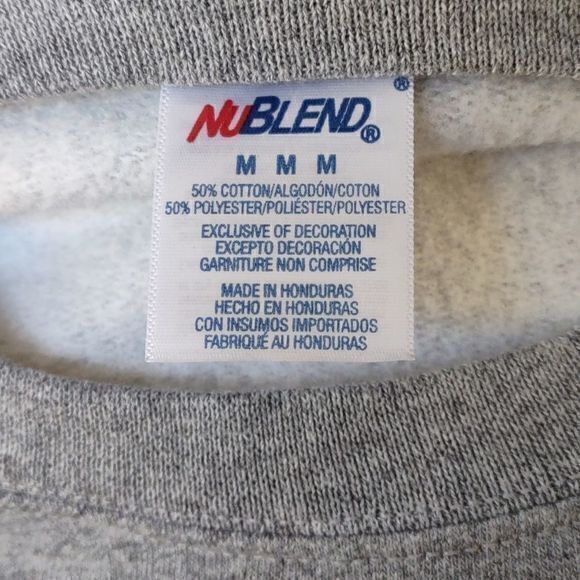 NUBLEND®
®
M M M
50% COTTON/ALGODÓN/COTON
50% POLYESTER/POLIÉSTER/POLYESTER
EXCLUSIVE OF DECORATION
EXCEPTO DECORACIÓN
GARNITURE NON COMPRISE
MADE IN HONDURAS
HECHO EN HONDURAS
CON INSUMOS IMPORTADOS
FABRIQUÉ AU HONDURAS